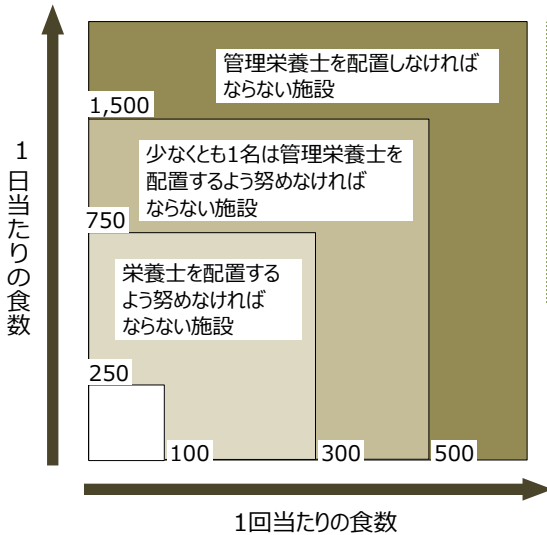 管理栄養士を配置しなければ
ならない施設
1,500
少なくとも1名は管理栄養士を
配置するよう努めなければ
ならない施設
750
栄養士を配置する
よう努めなければ
ならない施設
250
100
300
500
1日当たりの食数
1回当たりの食数